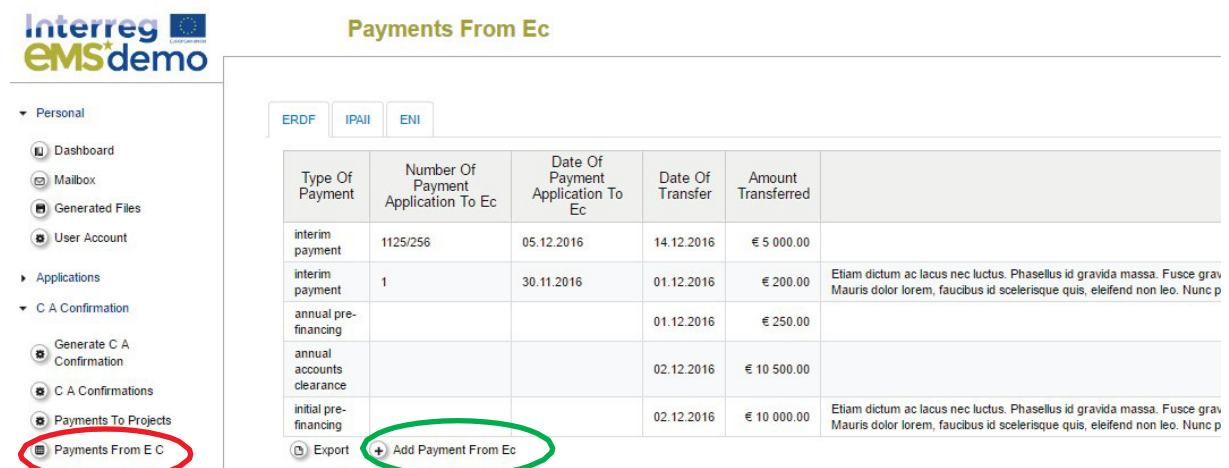 Interreg
eMS demo
Payments From Ec
Personal
Dashboard
Mailbox
Generated Files
User Account
Applications
C A Confirmation
Generate C A
Confirmation
C A Confirmations
Payments To Projects
Payments From E C
ERDF IPAII ENI
Type Of
Payment
Number Of
Payment
Application To Ec
Date Of
Payment
Application To
Ec
Date Of
Transfer
Amount
Transferred
interim
payment
1125/256 05.12.2016 14.12.2016 € 5 000.00
interim
payment
1 30.11.2016 01.12.2016 € 200.00
Etiam dictum ac lacus nec luctus. Phasellus id gravida massa. Fusce grav
Mauris dolor lorem, faucibus id scelerisque quis, eleifend non leo. Nunc p
annual pre-
financing
01.12.2016 € 250.00
annual
accounts
clearance
02.12.2016 € 10 500.00
initial pre-
financing
02.12.2016 € 10 000.00
Etiam dictum ac lacus nec luctus. Phasellus id gravida massa. Fusce grav
Mauris dolor lorem, faucibus id scelerisque quis, eleifend non leo. Nunc p
Export Add Payment From Ec